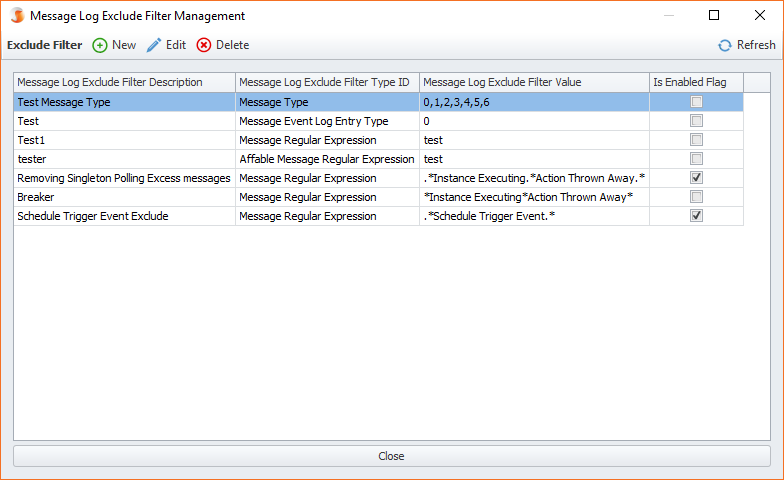 Message Log Exclude Filter Management
Exclude Filter New Edit Delete Refresh
Message Log Exclude Filter Description Message Log Exclude Filter Type ID Message Log Exclude Filter Value Is Enabled Flag
Test Message Type Message Type 0,1,2,3,4,5,6
Test Message Event Log Entry Type 0
Test1 Message Regular Expression test
tester Affable Message Regular Expression test
Removing Singleton Polling Excess messages Message Regular Expression .*Instance Executing.*Action Thrown Away.*
Breaker Message Regular Expression *Instance Executing*Action Thrown Away*
Schedule Trigger Event Exclude Message Regular Expression .*Schedule Trigger Event.*
Close